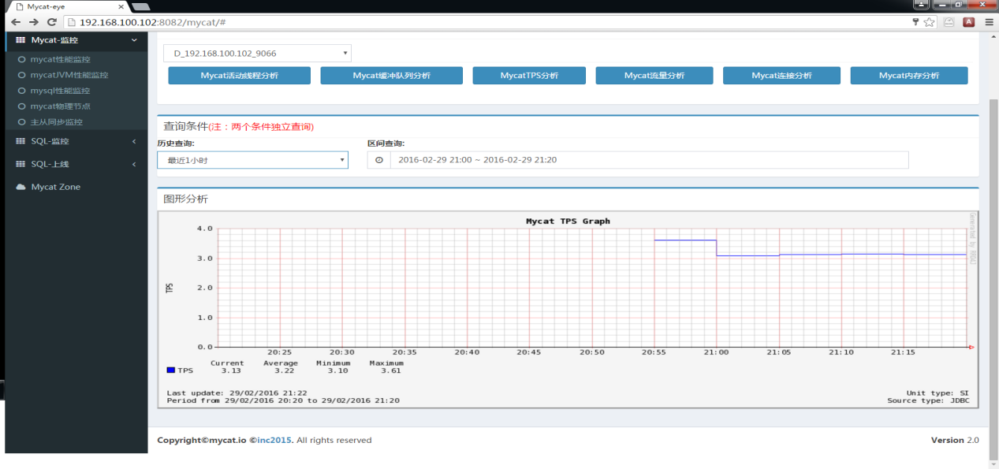 Mycat-eye
192.168.100.102:8082/mycat/#
Mycat-监控
mycat性能监控
mycatJVM性能监控
mysql性能监控
mycat物理节点
主从同步监控
SQL-监控
SQL-上线
Mycat Zone
D_192.168.100.102_9066
Mycat活动线程分析 Mycat缓冲队列分析 MycatTPS分析 Mycat流量分析 Mycat连接分析 Mycat内存分析
查询条件(注：两个条件独立查询)
历史查询: 区间查询:
最近1小时 2016-02-29 21:00 ~ 2016-02-29 21:20
图形分析
Mycat TPS Graph
4.0
3.0
2.0
1.0
0.0
TPS
20:25 20:30 20:35 20:40 20:45 20:50 20:55 21:00 21:05 21:10 21:15
Current Average Minimum Maximum
TPS 3.13 3.22 3.10 3.61
Last update: 29/02/2016 21:22 Unit type: SI
Period from 29/02/2016 20:20 to 29/02/2016 21:20 Source type: JDBC
Generated by RRD4J
Copyright©mycat.io ©inc2015. All rights reserved Version 2.0